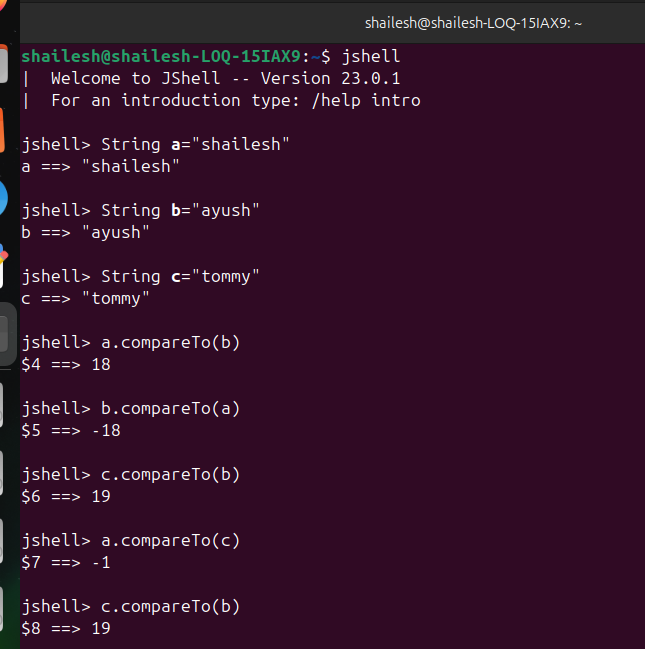 shailesh@shailesh-LOQ-15IAX9: ~
shailesh@shailesh-LOQ-15IAX9:~$ jshell
|  Welcome to JShell -- Version 23.0.1
|  For an introduction type: /help intro
jshell> String a="shailesh"
a ==> "shailesh"
jshell> String b="ayush"
b ==> "ayush"
jshell> String c="tommy"
c ==> "tommy"
jshell> a.compareTo(b)
$4 ==> 18
jshell> b.compareTo(a)
$5 ==> -18
jshell> c.compareTo(b)
$6 ==> 19
jshell> a.compareTo(c)
$7 ==> -1
jshell> c.compareTo(b)
$8 ==> 19